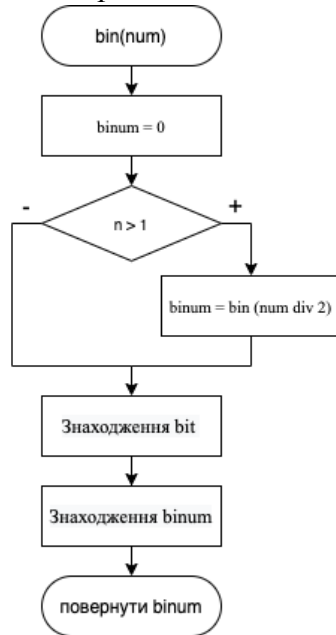 bin(num)
binum = 0
- +
n > 1
binum = bin (num div 2)
Знаходження bit
Знаходження binum
повернути binum